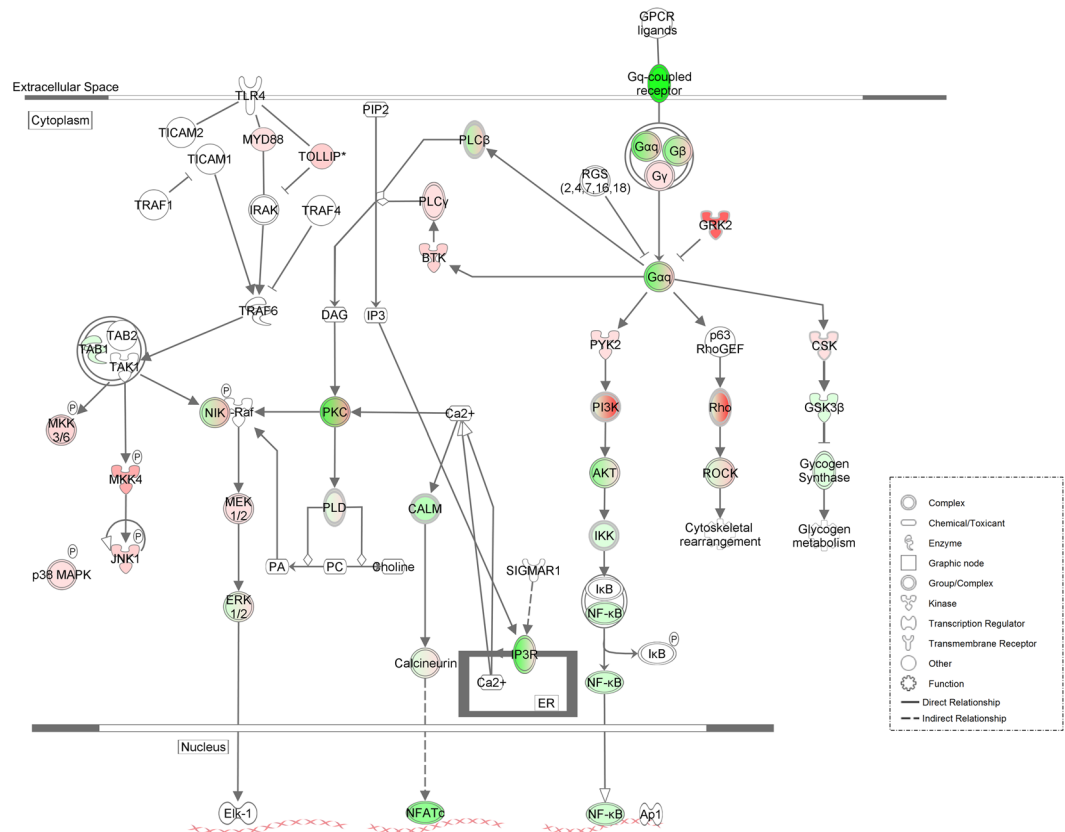 GPCR
ligands
Extracellular Space
Gq-coupled
receptor
TLR4
Cytoplasm
PIP2
TICAM2
MYD88
PLCβ
Gαq
Gβ
TICAM1
TOLLIP*
Gγ
RGS
(2,4,7,16,18)
TRAF1
IRAK
TRAF4
PLCγ
GRK2
BTK
Gαq
TRAF6
DAG
IP3
TAB2
TAB1
TAK1
PYK2
p63
RhoGEF
CSK
P
P
NIK
Raf
PKC
Ca2+
PI3K
Rho
GSK3β
MKK
3/6
P
MKK4
AKT
ROCK
Glycogen
Synthase
MEK
1/2
PLD
CALM
IKK
Cytoskeletal
rearrangement
Glycogen
metabolism
P
P
JNK1
p38 MAPK
PA
PC
Choline
SIGMAR1
IκB
NF-κB
ERK
1/2
P
IκB
Calcineurin
IP3R
Ca2+
ER
NF-κB
Nucleus
Elk-1
NFATc
NF-κB
Ap1
Complex
Chemical/Toxicant
Enzyme
Graphic node
Group/Complex
Kinase
Transcription Regulator
Transmembrane Receptor
Other
Function
Direct Relationship
Indirect Relationship